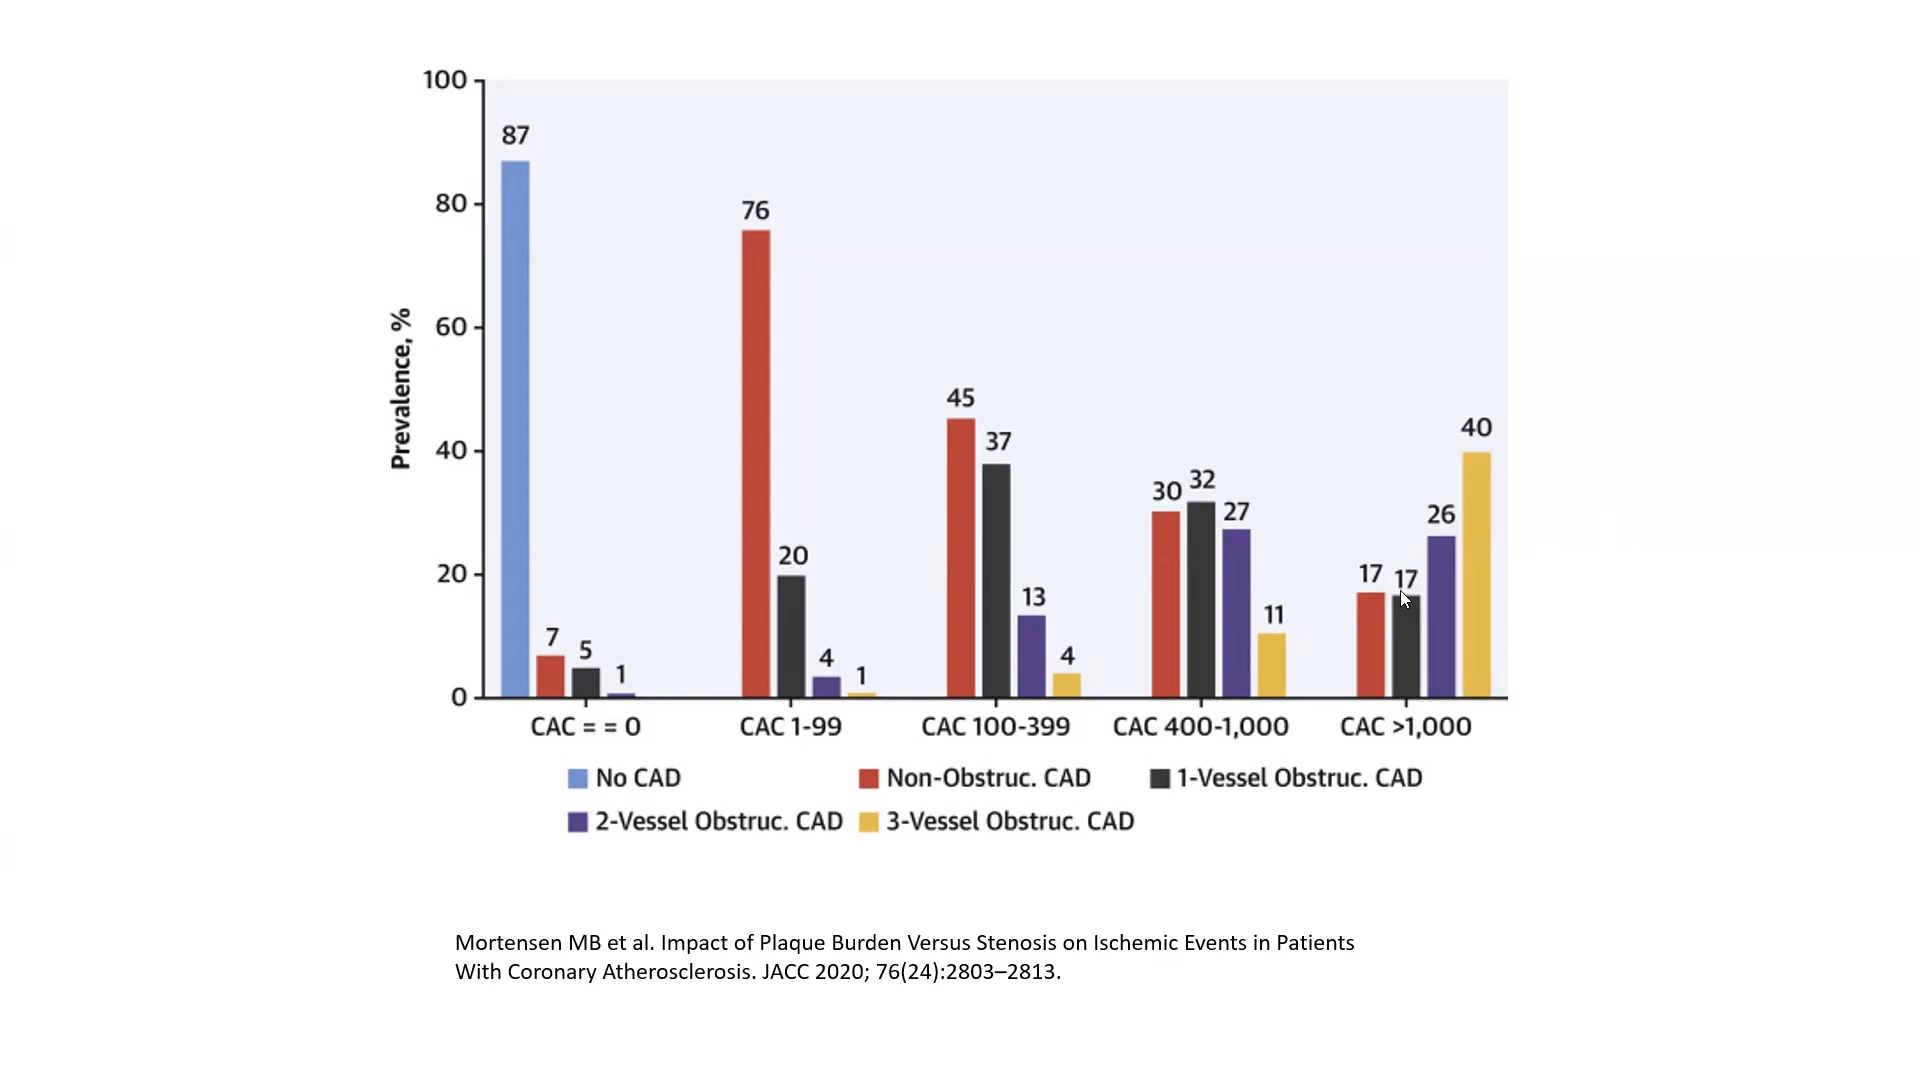 100
87
80
76
60
Prevalence, %
45
40
40
37
30
32
27
26
20
20
17
17
13
11
7
5
1
4
1
4
0
CAC = = 0
CAC 1-99
CAC 100-399
CAC 400-1,000
CAC >1,000
No CAD
Non-Obstruc. CAD
1-Vessel Obstruc. CAD
2-Vessel Obstruc. CAD
3-Vessel Obstruc. CAD
Mortensen MB et al. Impact of Plaque Burden Versus Stenosis on Ischemic Events in Patients
With Coronary Atherosclerosis. JACC 2020; 76(24):2803–2813.